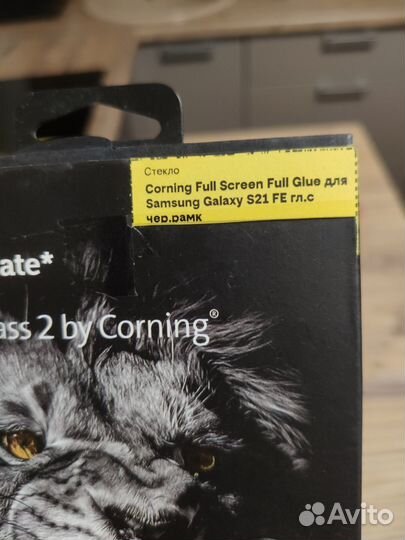 Стекло
Corning Full Screen Full Glue для
Samsung Galaxy S21 FE гл.с
чер.рамк
ate*
ass 2 by Corning®
Avito